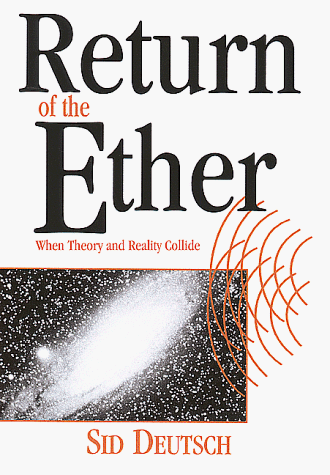 Return
of the
Ether
When Theory and Reality Collide
SID DEUTSCH